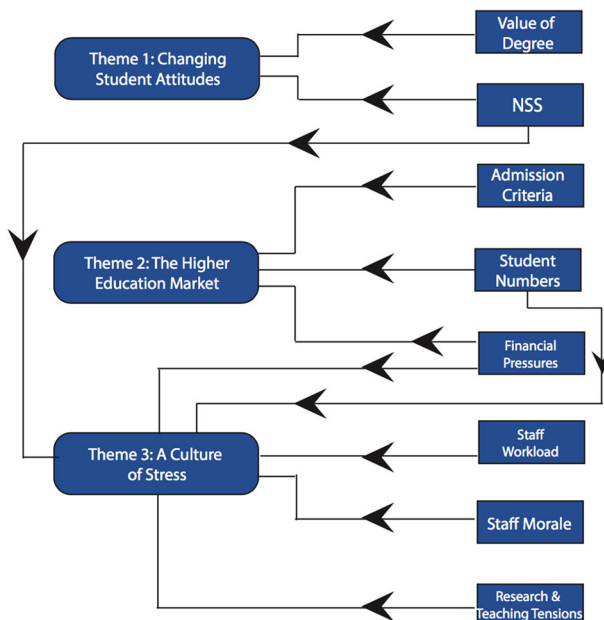 Value of
Degree
Theme 1: Changing
Student Attitudes
NSS
Admission
Criteria
Theme 2: The Higher
Education Market
Student
Numbers
Financial
Pressures
Theme 3: A Culture
of Stress
Staff
Workload
Staff Morale
Research &
Teaching Tensions